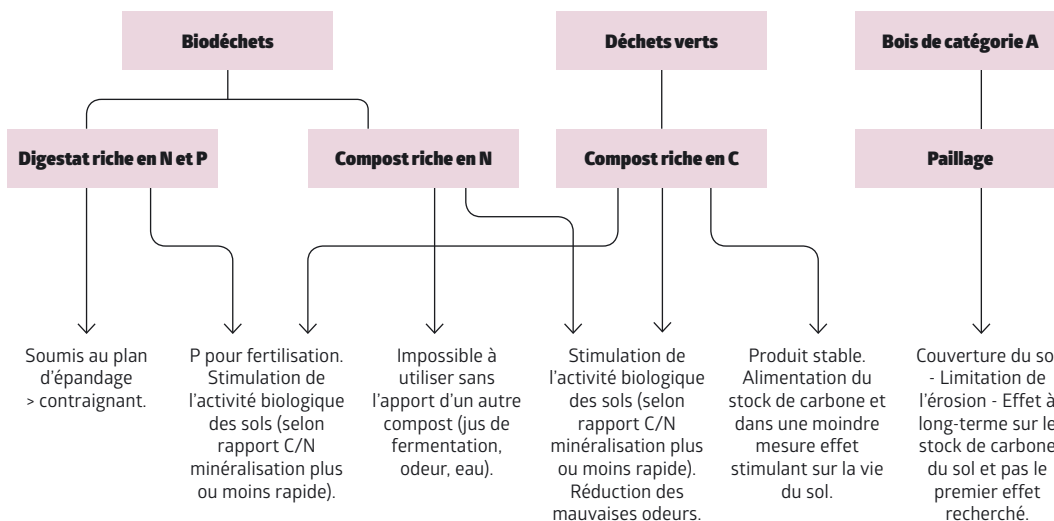 Biodéchets
Déchets verts
Bois de catégorie A
Digestat riche en N et P
Compost riche en N
Compost riche en C
Paillage
Soumis au plan
d'épandage
> contraignant.
P pour fertilisation.
Stimulation de
l'activité biologique
des sols (selon
rapport C/N
minéralisation plus
ou moins rapide).
Impossible à
utiliser sans
l'apport d'un autre
compost (jus de
fermentation,
odeur, eau).
Stimulation de
l'activité biologique
des sols (selon
rapport C/N
minéralisation plus
ou moins rapide).
Réduction des
mauvaises odeurs.
Produit stable.
Alimentation du
stock de carbone et
dans une moindre
mesure effet
stimulant sur la vie
du sol.
Couverture du so
- Limitation de
l'érosion - Effet à
long-terme sur le
stock de carbone
du sol et pas le
premier effet
recherché.